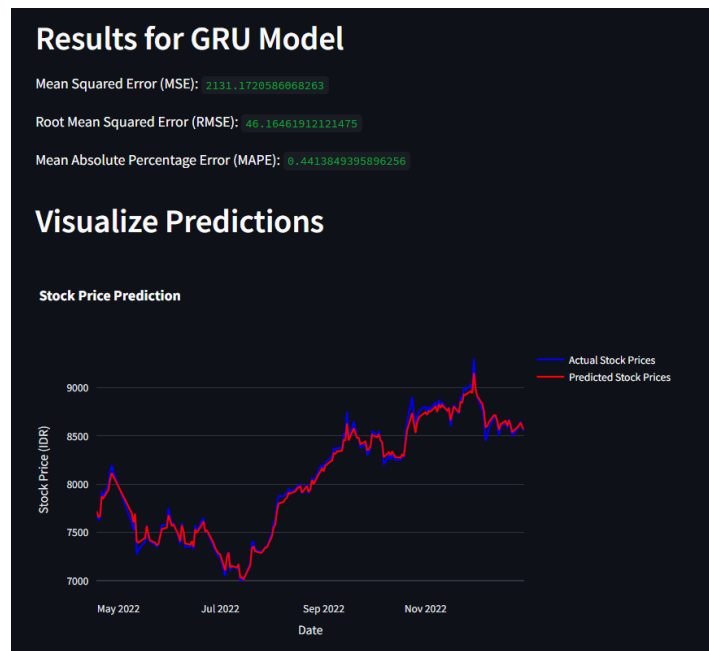 Results for GRU Model
Mean Squared Error (MSE): 2131.1720586068263
Root Mean Squared Error (RMSE): 46.16461912121475
Mean Absolute Percentage Error (MAPE): 0.4413849395896256
Visualize Predictions
Stock Price Prediction
Actual Stock Prices
Predicted Stock Prices
Stock Price (IDR)
9000
8500
8000
7500
7000
May 2022
Jul 2022
Sep 2022
Nov 2022
Date